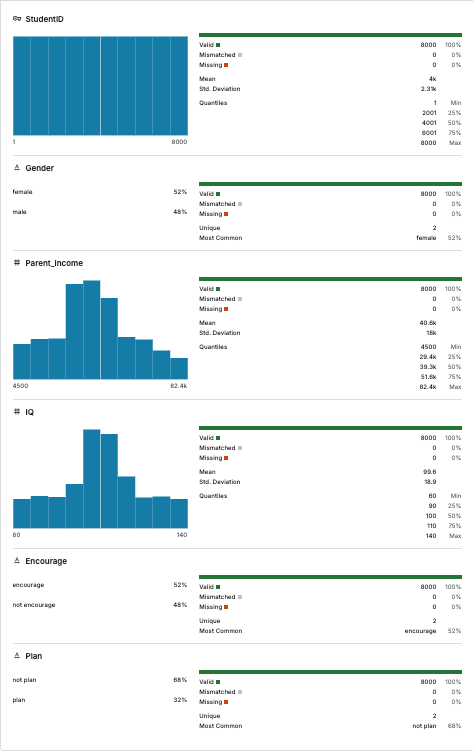 StudentID
Valid 8000 100%
Mismatched 0 0%
Missing 0 0%
Mean 4k
Std. Deviation 2.31k
Quantiles 1 Min
2001 25%
4001 50%
6001 75%
8000 Max
1 8000
Gender
female 52%
male 48%
Valid 8000 100%
Mismatched 0 0%
Missing 0 0%
Unique 2
Most Common female 52%
Parent_Income
Valid 8000 100%
Mismatched 0 0%
Missing 0 0%
Mean 40.6k
Std. Deviation 18k
Quantiles 4500 Min
29.4k 25%
39.3k 50%
51.6k 75%
82.4k Max
4500 82.4k
IQ
Valid 8000 100%
Mismatched 0 0%
Missing 0 0%
Mean 99.6
Std. Deviation 18.9
Quantiles 60 Min
90 25%
100 50%
110 75%
140 Max
60 140
Encourage
encourage 52%
not encourage 48%
Valid 8000 100%
Mismatched 0 0%
Missing 0 0%
Unique 2
Most Common encourage 52%
Plan
not plan 68%
plan 32%
Valid 8000 100%
Mismatched 0 0%
Missing 0 0%
Unique 2
Most Common not plan 68%